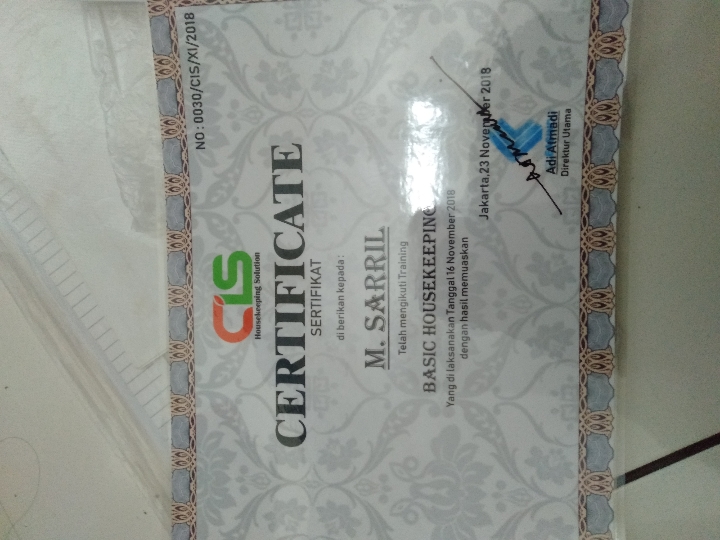 NO : 0030/CIS/XI/2018
CIS
Housekeeping Solution
CERTIFICATE
SERTIFIKAT
di berikan kepada :
M. SARRIL
Telah mengikuti Training
BASIC HOUSEKEEPING
Yang di laksanakan Tanggal 16 November 2018
dengan hasil memuaskan
Jakarta,23 November 2018
Adi Afmadi
Direktur Utama